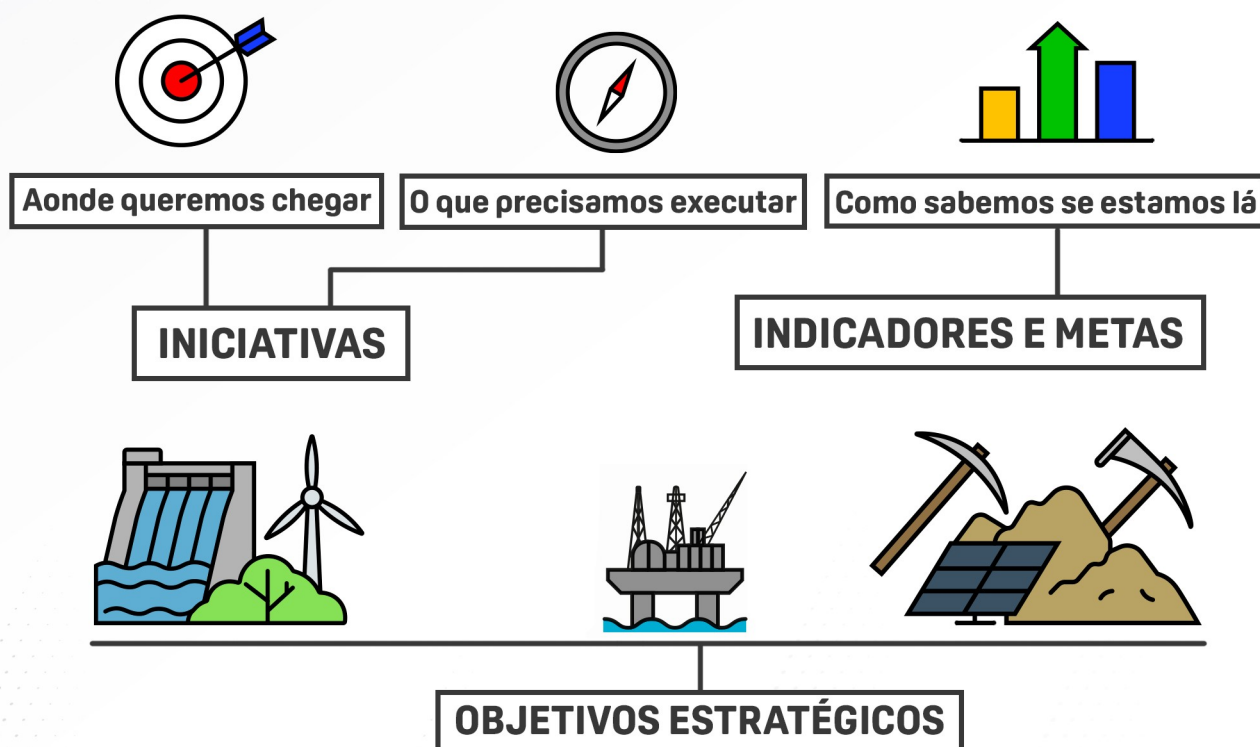 Aonde queremos chegar
O que precisamos executar
Como sabemos se estamos lá
INICIATIVAS
INDICADORES E METAS
OBJETIVOS ESTRATÉGICOS